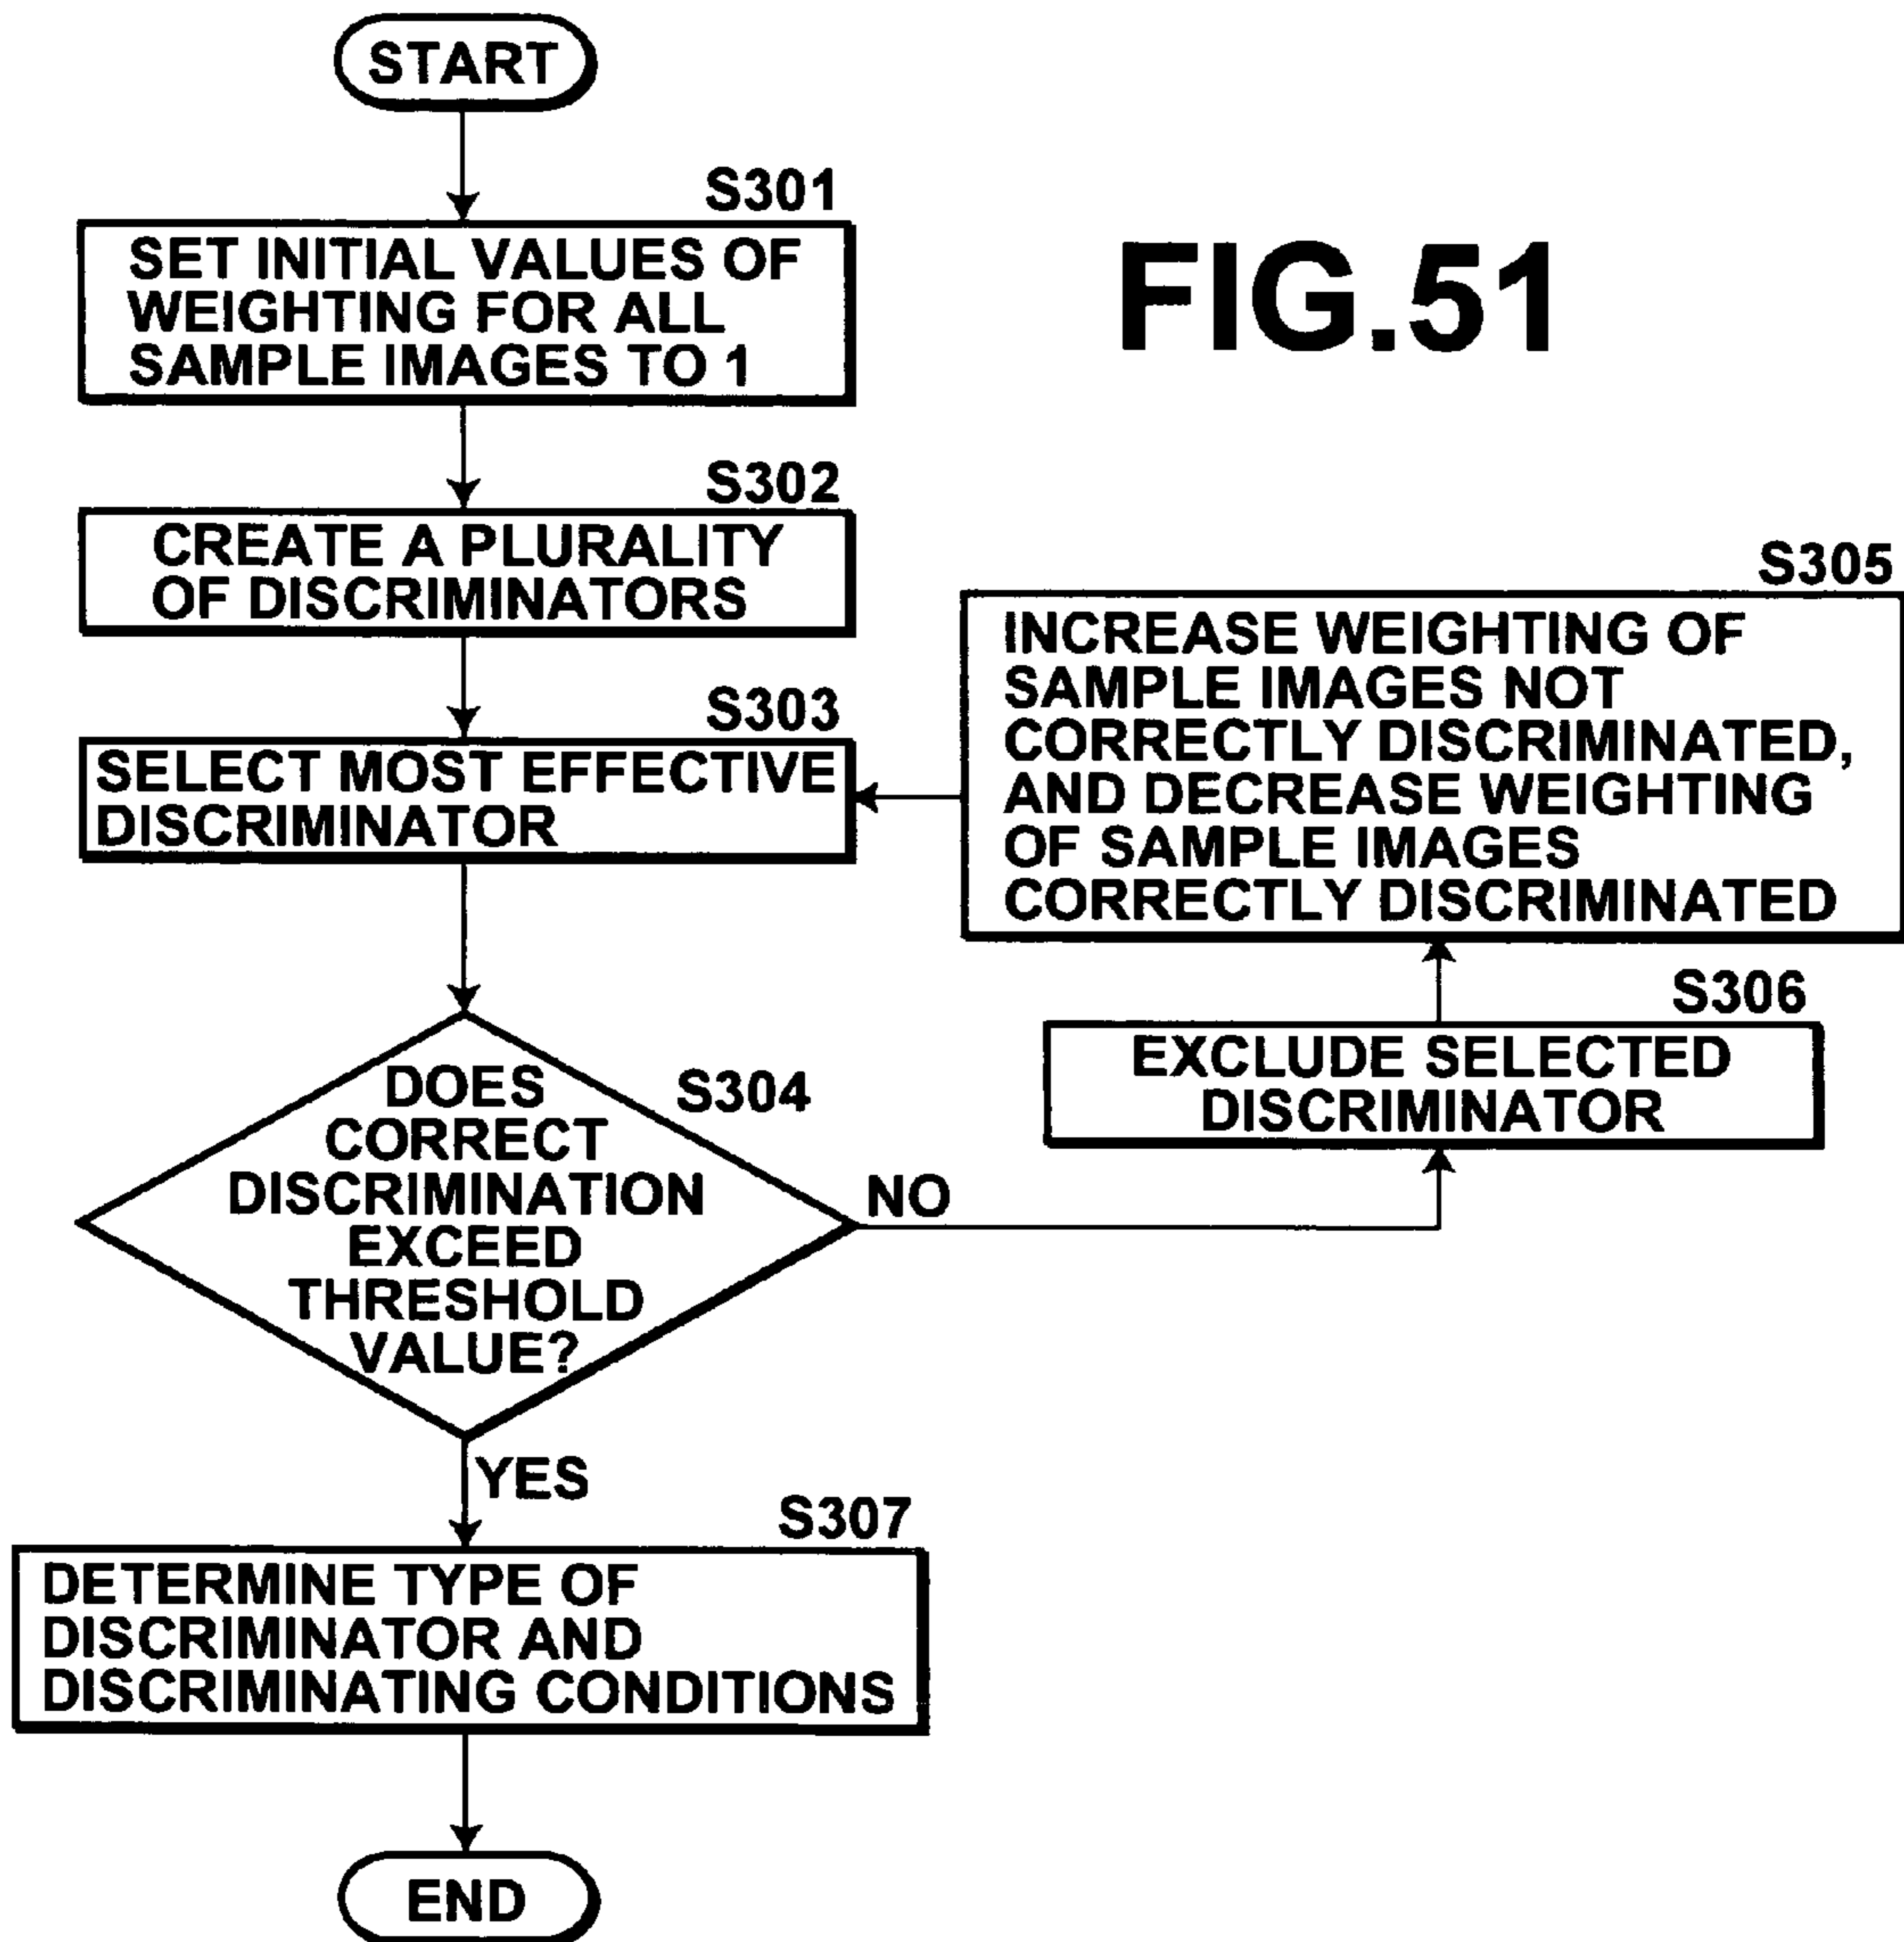 START
S301
SET INITIAL VALUES OF
WEIGHTING FOR ALL
SAMPLE IMAGES TO 1
FIG.51
S302
CREATE A PLURALITY
OF DISCRIMINATORS
S303
SELECT MOST EFFECTIVE
DISCRIMINATOR
S305
INCREASE WEIGHTING OF
SAMPLE IMAGES NOT
CORRECTLY DISCRIMINATED,
AND DECREASE WEIGHTING
OF SAMPLE IMAGES
CORRECTLY DISCRIMINATED
S306
EXCLUDE SELECTED
DISCRIMINATOR
S304
DOES
CORRECT
DISCRIMINATION
EXCEED
THRESHOLD
VALUE?
NO
YES
S307
DETERMINE TYPE OF
DISCRIMINATOR AND
DISCRIMINATING CONDITIONS
END